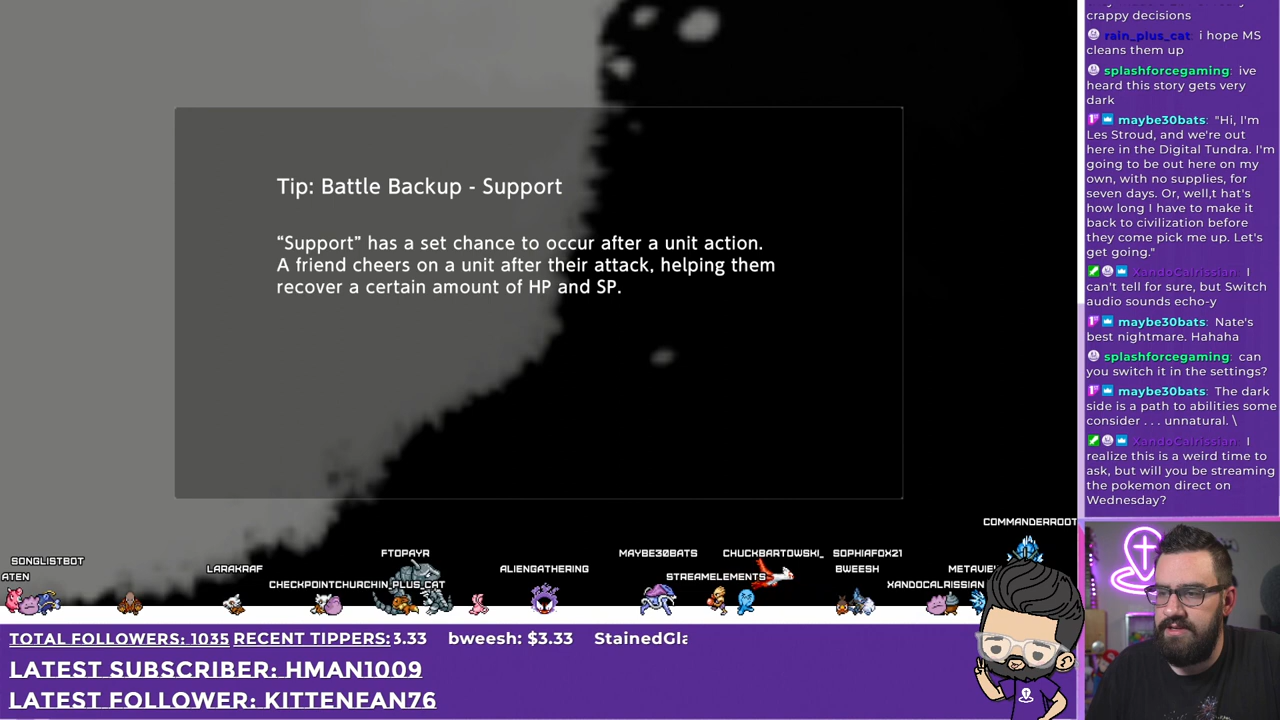 crappy decisions
rain_plus_cat: i hope MS
cleans them up
splashforcegaming: ive
heard this story gets very
dark
maybe30bats: "Hi, I'm
Les Stroud, and we're out
here in the Digital Tundra. I'm
going to be out here on my
own, with no supplies, for
seven days. Or, well,t hat's
how long I have to make it
back to civilization before
they come pick me up. Let's
get going."
XandoCalrissian: I
can't tell for sure, but Switch
audio sounds echo-y
maybe30bats: Nate's
best nightmare. Hahaha
splashforcegaming: can
you switch it in the settings?
maybe30bats: The dark
side is a path to abilities some
consider . . . unnatural. \
XandoCalrissian: I
realize this is a weird time to
ask, but will you be streaming
the pokemon direct on
Wednesday?
Tip: Battle Backup - Support
“Support” has a set chance to occur after a unit action.
A friend cheers on a unit after their attack, helping them
recover a certain amount of HP and SP.
COMMANDERROOT
SONGLISTBOT
FTOPAYR
MAYBE30BATS
CHUCKBARTOWSKI_
SOPHIAFOX21
ATEN
LARAKRAF
ALIENGATHERING
STREAMELEMENTS
BWEESH
METAVIE
CHECKPOINTCHURCH
N_PLUS_CAT
XANDOCALRISSIAN
TOTAL FOLLOWERS: 1035 RECENT TIPPERS: 3.33 bweesh: $3.33 StainedGla
LATEST SUBSCRIBER: HMAN1009
LATEST FOLLOWER: KITTENFAN76